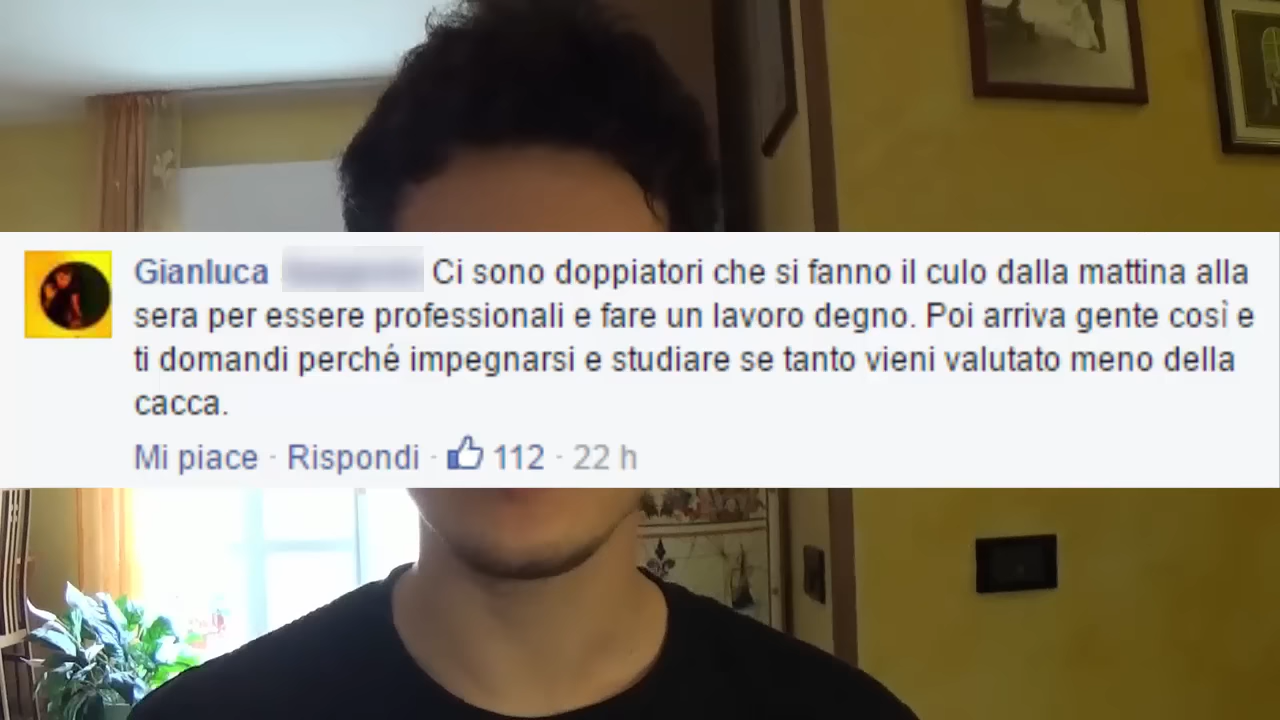 Gianluca Ci sono doppiatori che si fanno il culo dalla mattina alla
sera per essere professionali e fare un lavoro degno. Poi arriva gente così e
ti domandi perché impegnarsi e studiare se tanto vieni valutato meno della
cacca.
Mi piace · Rispondi · 112 · 22 h